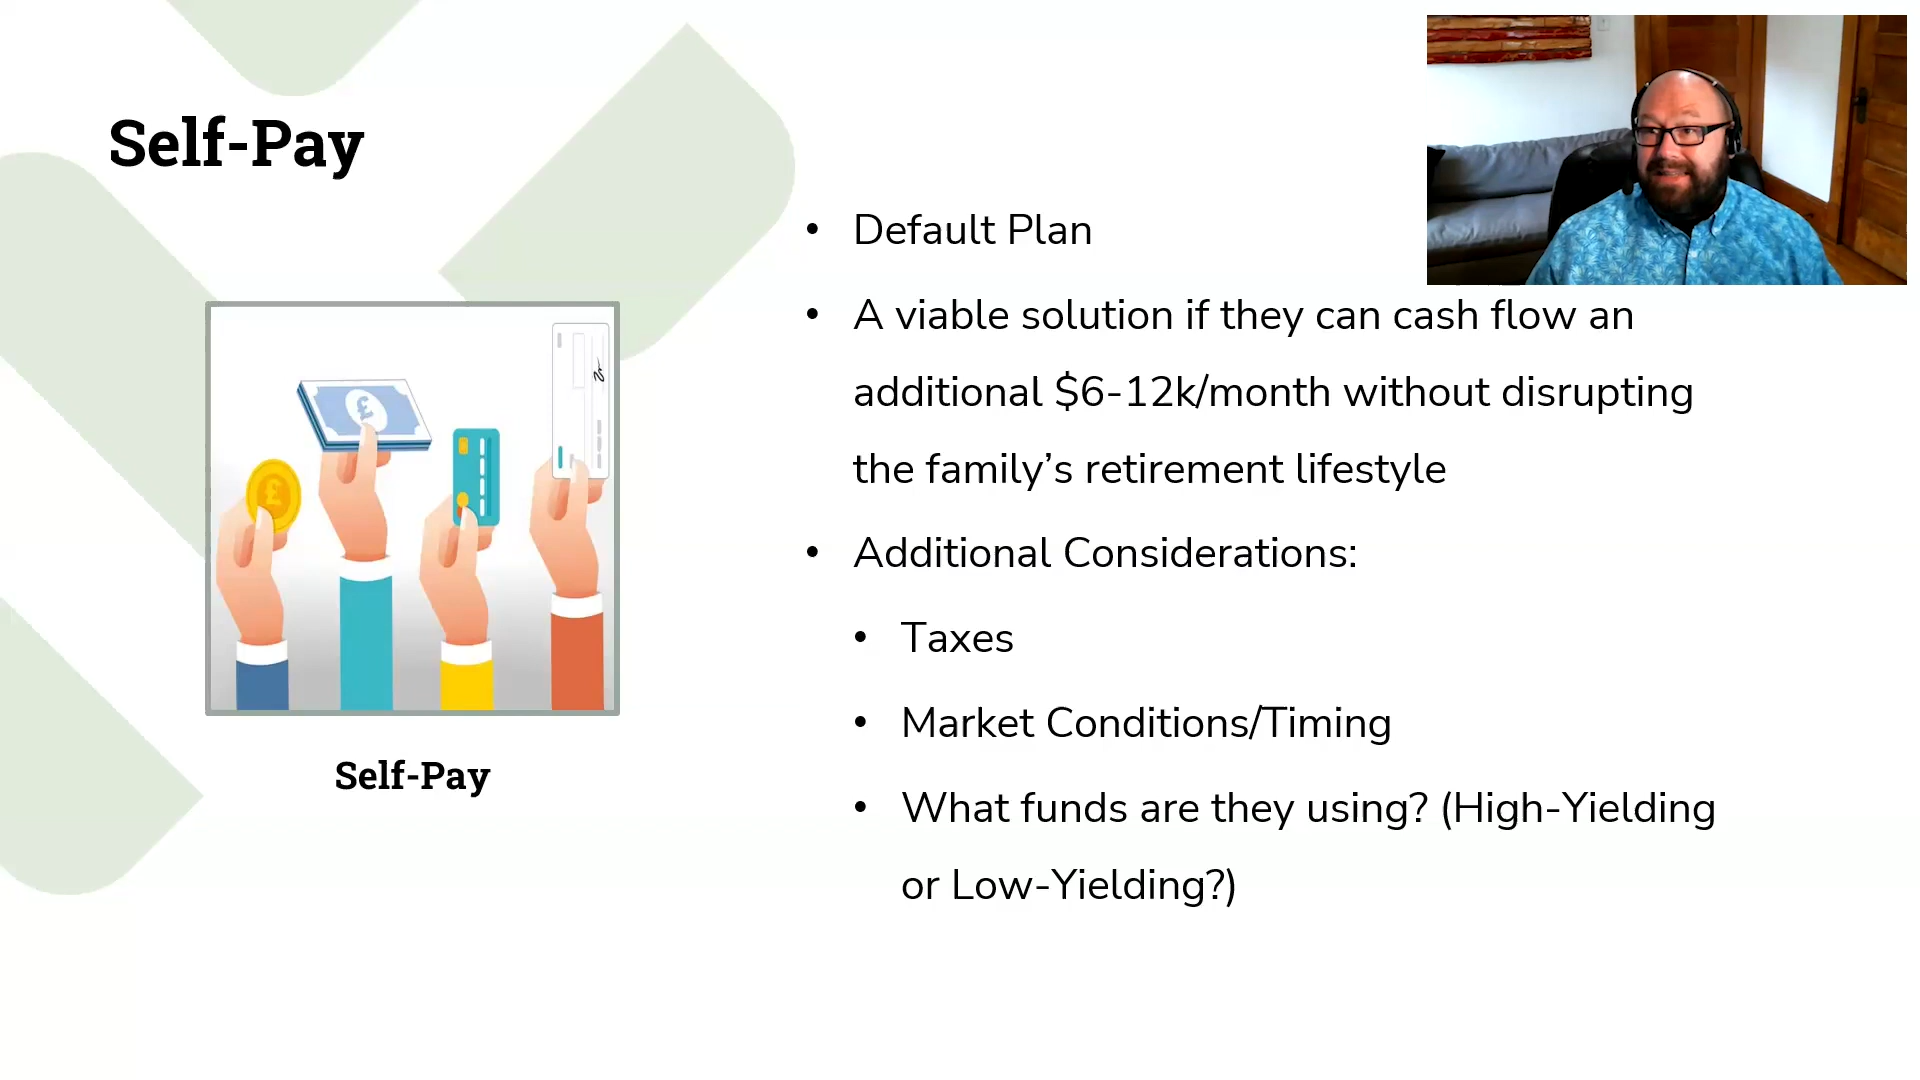 Self-Pay
• Default Plan
• A viable solution if they can cash flow an
additional $6-12k/month without disrupting
the family’s retirement lifestyle
• Additional Considerations:
• Taxes
• Market Conditions/Timing
• What funds are they using? (High-Yielding
or Low-Yielding?)
£
£
Self-Pay